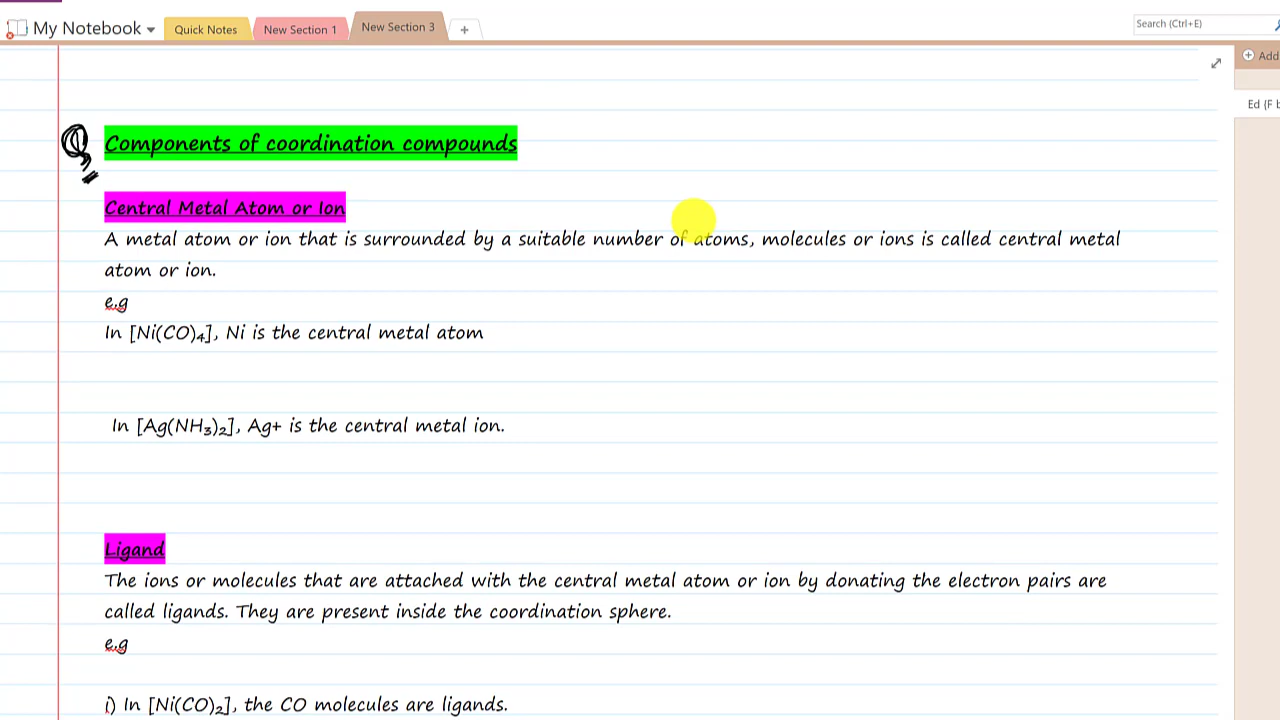 My Notebook Quick Notes New Section 1 New Section 3 + Search (Ctrl+E)
Add
Ed (F b
Q Components of coordination compounds
Central Metal Atom or Ion
A metal atom or ion that is surrounded by a suitable number of atoms, molecules or ions is called central metal
atom or ion.
e.g
In [Ni(CO)₄], Ni is the central metal atom
In [Ag(NH₃)₂], Ag+ is the central metal ion.
Ligand
The ions or molecules that are attached with the central metal atom or ion by donating the electron pairs are
called ligands. They are present inside the coordination sphere.
e.g
i) In [Ni(CO)₂], the CO molecules are ligands.